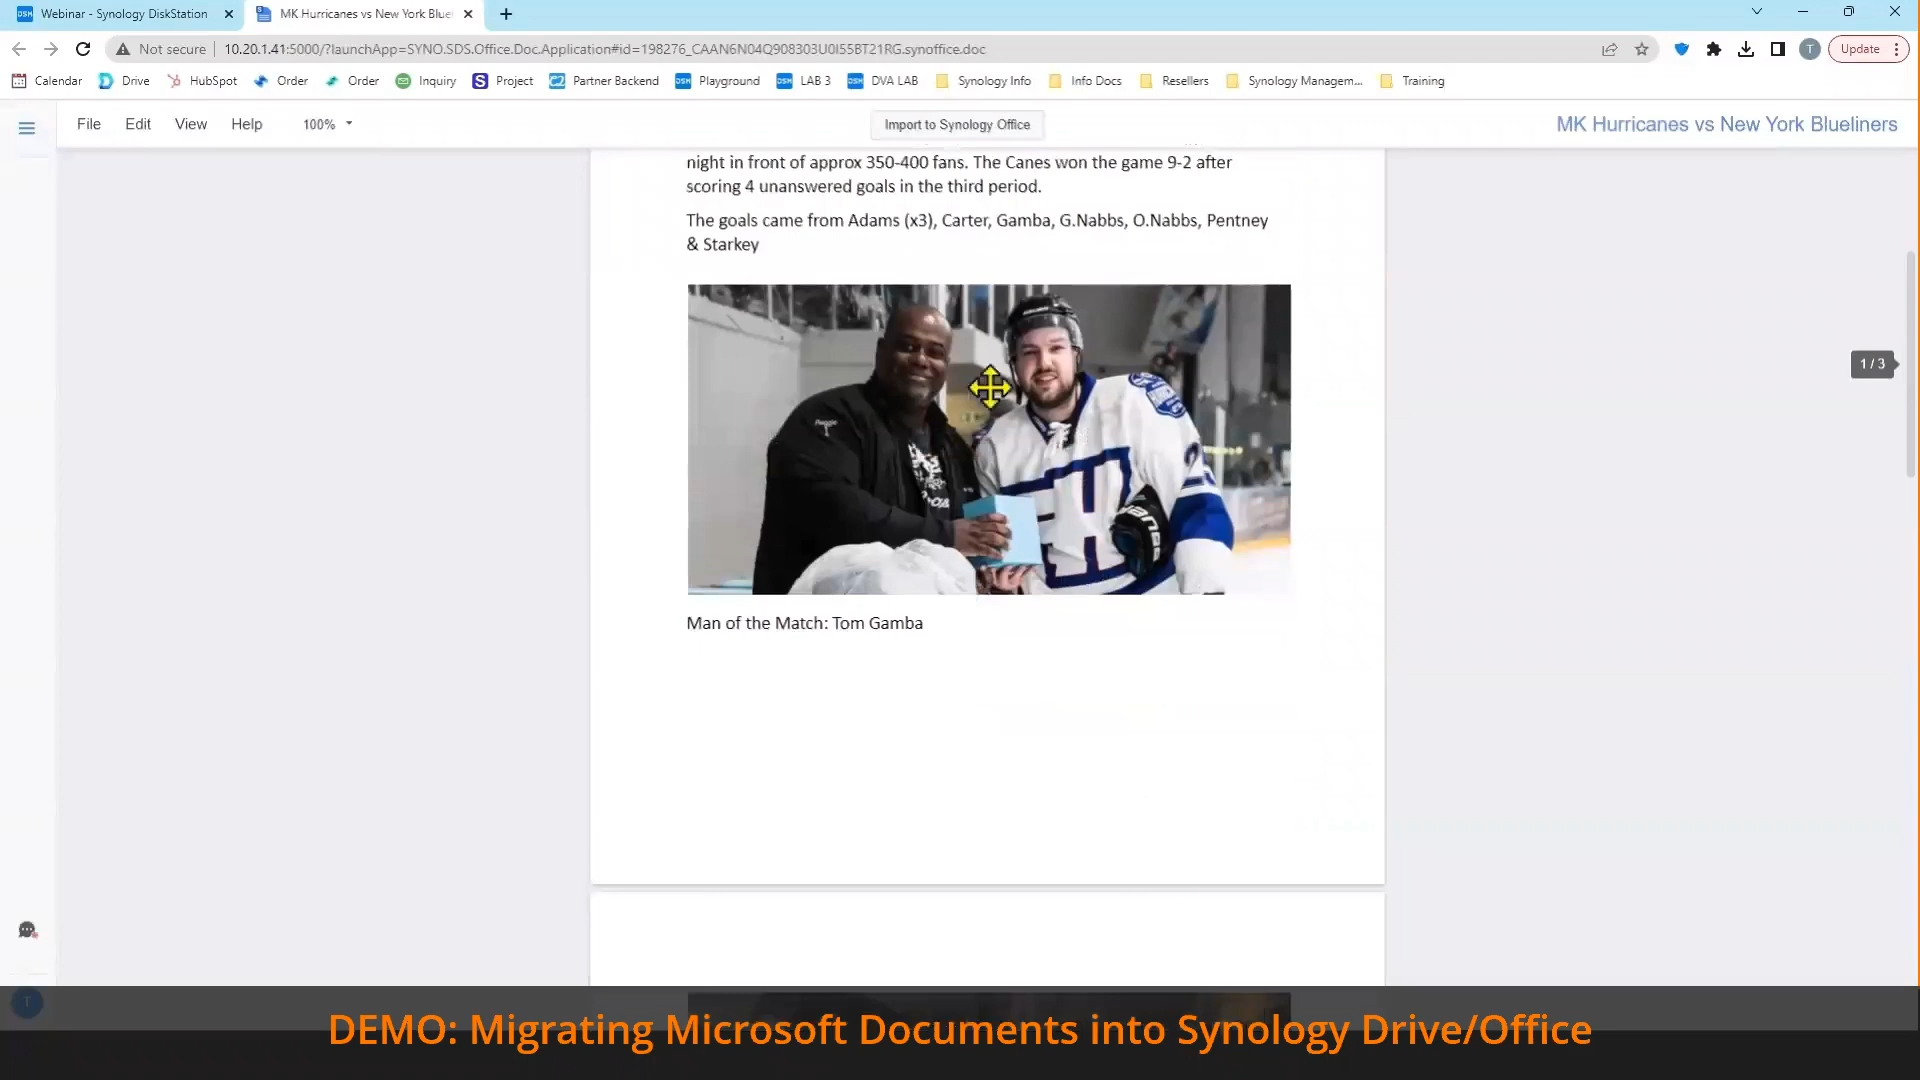 Webinar - Synology DiskStation
MK Hurricanes vs New York Blue
Not secure
10.20.1.41:5000/?launchApp=SYNO.SDS.Office.Doc.Application#id=198276_CAAN6N04Q908303U0I55BT21RG.synoffice.doc
T
Update
Calendar
Drive
HubSpot
Order
Order
Inquiry
Project
Partner Backend
Playground
LAB 3
DVA LAB
Synology Info
Info Docs
Resellers
Synology Managem...
Training
File
Edit
View
Help
100%
Import to Synology Office
MK Hurricanes vs New York Blueliners
night in front of approx 350-400 fans. The Canes won the game 9-2 after
scoring 4 unanswered goals in the third period.
The goals came from Adams (x3), Carter, Gamba, G.Nabbs, O.Nabbs, Pentney
& Starkey
1 / 3
Man of the Match: Tom Gamba
T
DEMO: Migrating Microsoft Documents into Synology Drive/Office